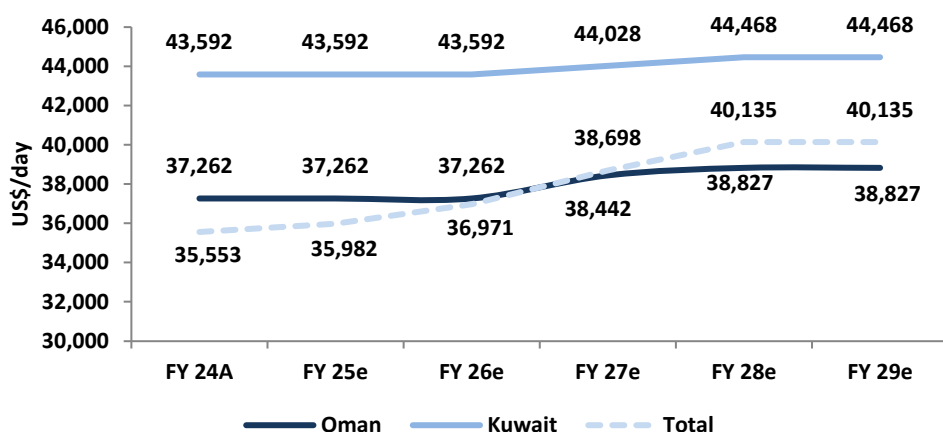 46,000
44,000
42,000
40,000
38,000
36,000
34,000
32,000
30,000
US$/day
43,592 43,592 43,592 44,028 44,468 44,468
40,135 40,135
37,262 37,262 37,262 38,698
35,553 35,982 36,971 38,442 38,827 38,827
FY 24A FY 25e FY 26e FY 27e FY 28e FY 29e
Oman Kuwait Total